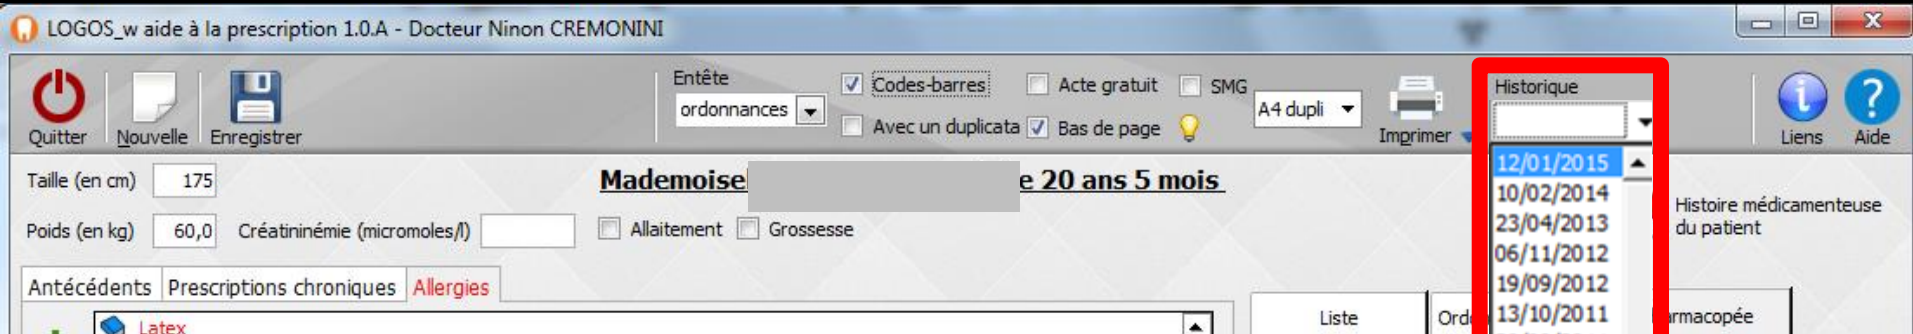 LOGOS_w aide à la prescription 1.0.A - Docteur Ninon CREMONINI
Quitter Nouvelle Enregistrer
Entête
ordonnances
Codes-barres Acte gratuit SMG
Avec un duplicata Bas de page
A4 dupli
Imprimer
Historique
Liens Aide
12/01/2015
10/02/2014
23/04/2013
06/11/2012
19/09/2012
13/10/2011
Taille (en cm) 175
e 20 ans 5 mois
Poids (en kg) 60,0 Créatininémie (micromoles/l) Allaitement Grossesse
Histoire médicamenteuse
du patient
Antécédents Prescriptions chroniques Allergies
Latex
Liste